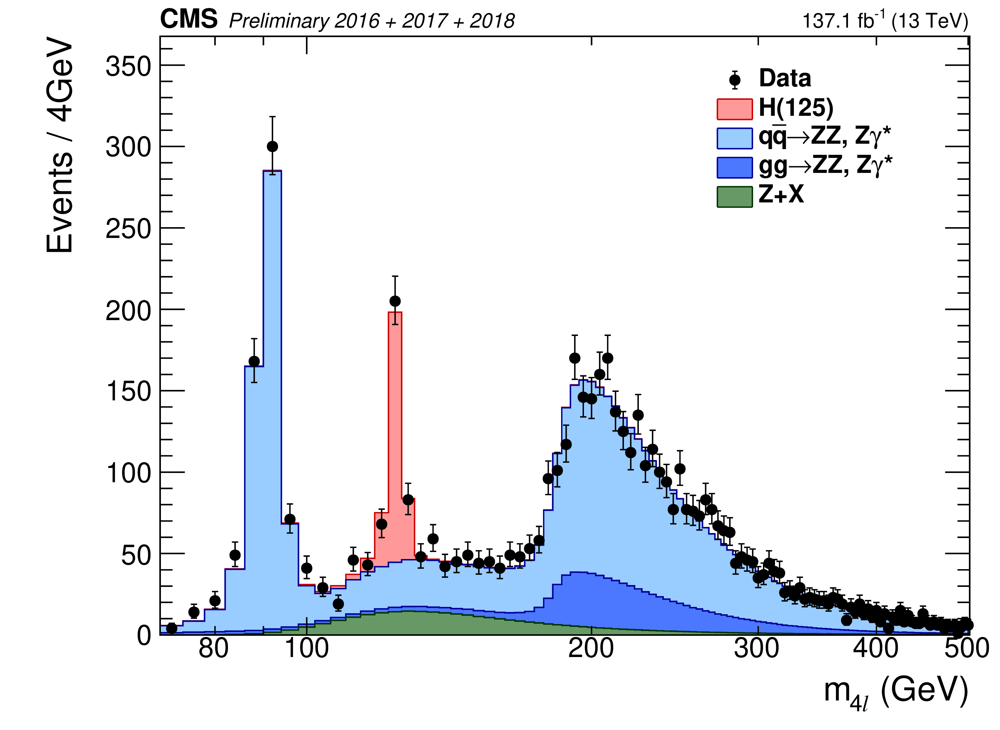 CMS Preliminary 2016 + 2017 + 2018
137.1 fb⁻¹ (13 TeV)
Events / 4GeV
350
300
250
200
150
100
50
0
Data
H(125)
qq̅→ZZ, Zγ*
gg→ZZ, Zγ*
Z+X
80 100 200 300 400 500
m₄l (GeV)